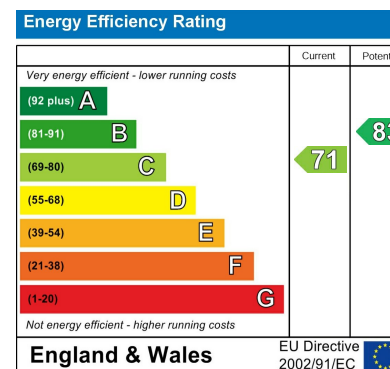 Energy Efficiency Rating
Current Potent
Very energy efficient - lower running costs
(92 plus) A
(81-91) B
(69-80) C
(55-68) D
(39-54) E
(21-38) F
(1-20) G
71
Not energy efficient - higher running costs
England & Wales
EU Directive
2002/91/EC